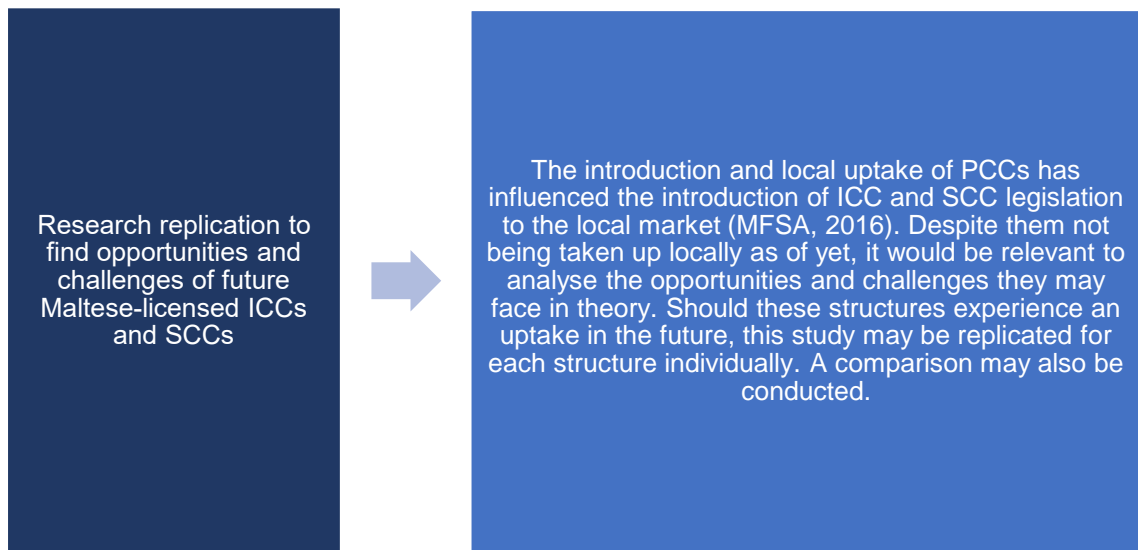 Research replication to
find opportunities and
challenges of future
Maltese-licensed ICCs
and SCCs
The introduction and local uptake of PCCs has
influenced the introduction of ICC and SCC legislation
to the local market (MFSA, 2016). Despite them not
being taken up locally as of yet, it would be relevant to
analyse the opportunities and challenges they may
face in theory. Should these structures experience an
uptake in the future, this study may be replicated for
each structure individually. A comparison may also be
conducted.